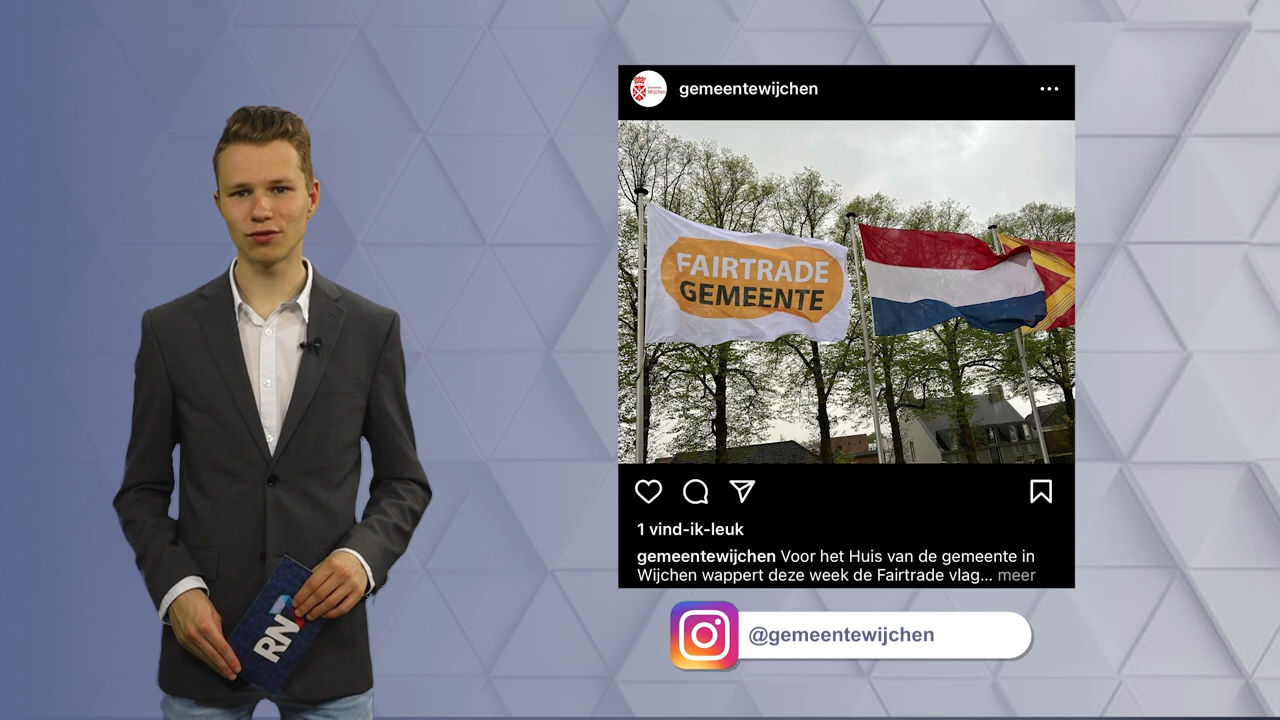 gemeentewijchen
FAIRTRADE
GEMEENTE
1 vind-ik-leuk
gemeentewijchen Voor het Huis van de gemeente in
Wijchen wappert deze week de Fairtrade vlag... meer
@gemeentewijchen
RN